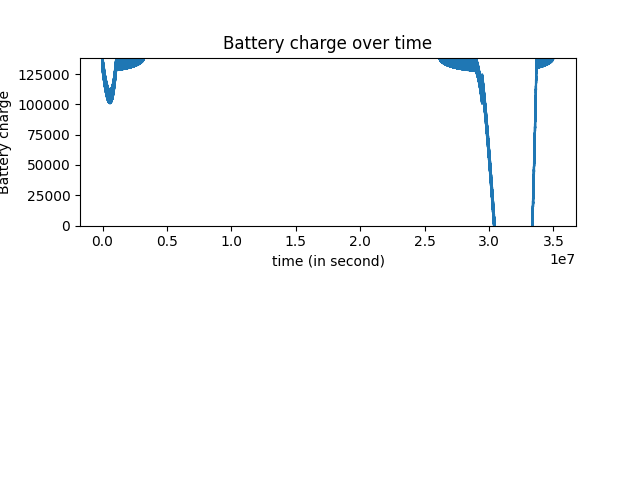 Battery charge over time
125000
100000
75000
50000
25000
0
Battery charge
0.0 0.5 1.0 1.5 2.0 2.5 3.0 3.5
1e7
time (in second)